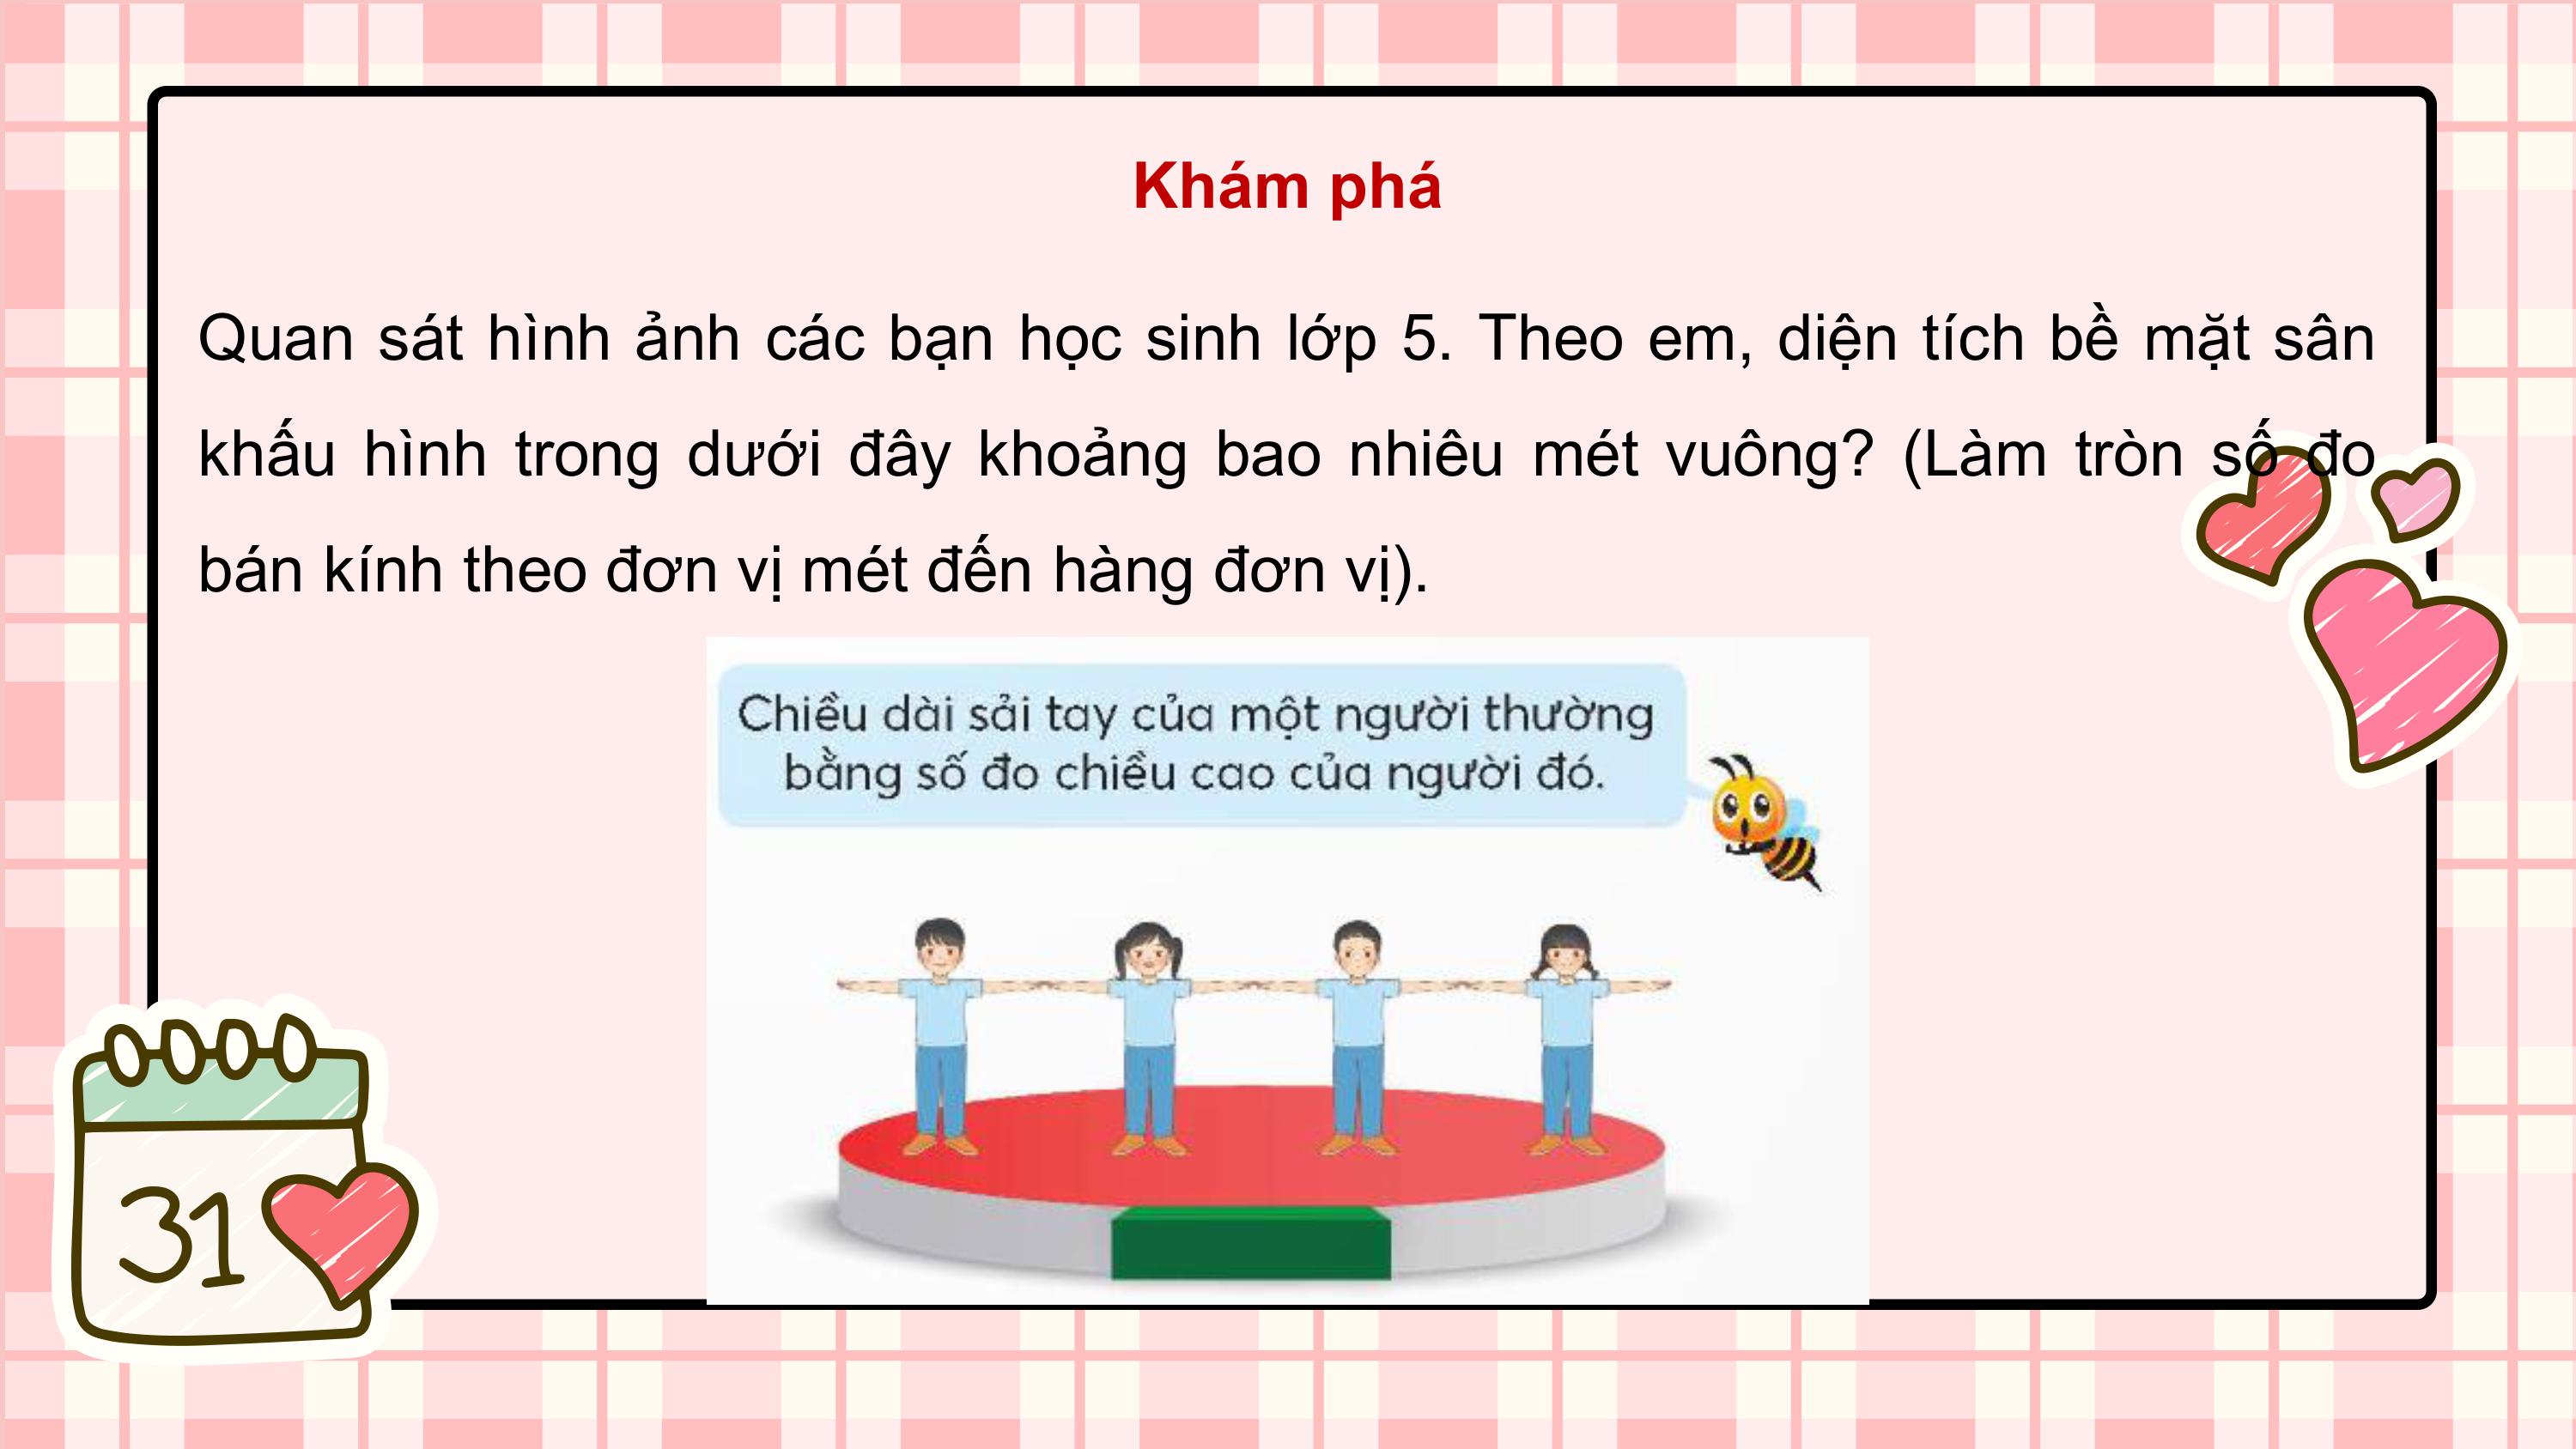 Khám phá
Quan sát hình ảnh các bạn học sinh lớp 5. Theo em, diện tích bề mặt sân
khấu hình trong dưới đây khoảng bao nhiêu mét vuông? (Làm tròn số đo
bán kính theo đơn vị mét đến hàng đơn vị).
Chiều dài sải tay của một người thường
bằng số đo chiều cao của người đó.
31